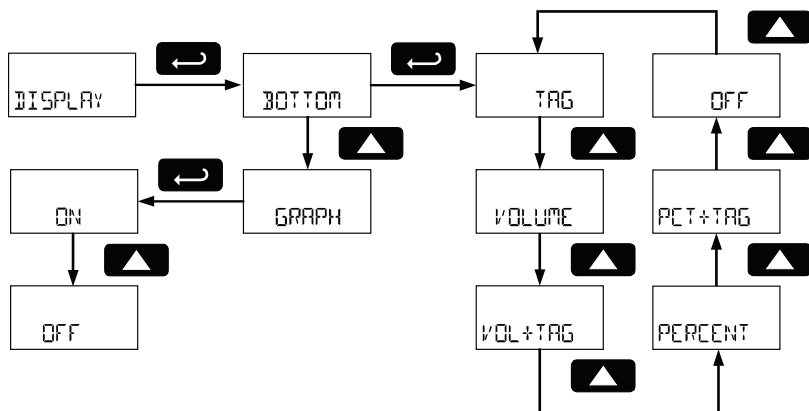 DISPLAY
BOTTOM
TAG
OFF
ON
GRAPH
VOLUME
PCT+TAG
OFF
VOL+TAG
PERCENT